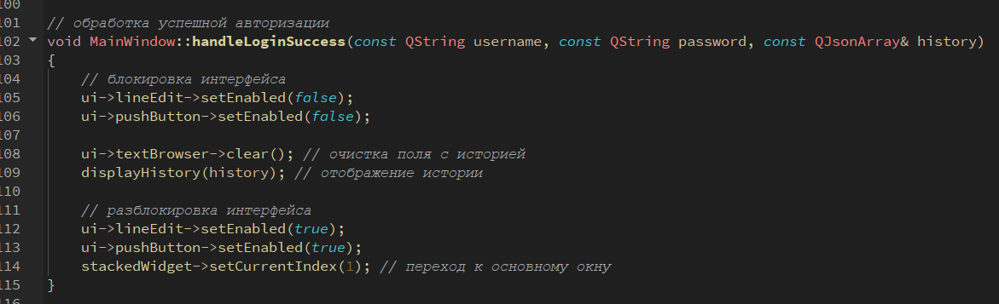 100
101 // обработка успешной авторизации
102 void MainWindow::handleLoginSuccess(const QString username, const QString password, const QJsonArray& history)
103 {
104     // блокировка интерфейса
105     ui->lineEdit->setEnabled(false);
106     ui->pushButton->setEnabled(false);
107
108     ui->textBrowser->clear(); // очистка поля с историей
109     displayHistory(history); // отображение истории
110
111     // разблокировка интерфейса
112     ui->lineEdit->setEnabled(true);
113     ui->pushButton->setEnabled(true);
114     stackedWidget->setCurrentIndex(1); // переход к основному окну
115 }
116